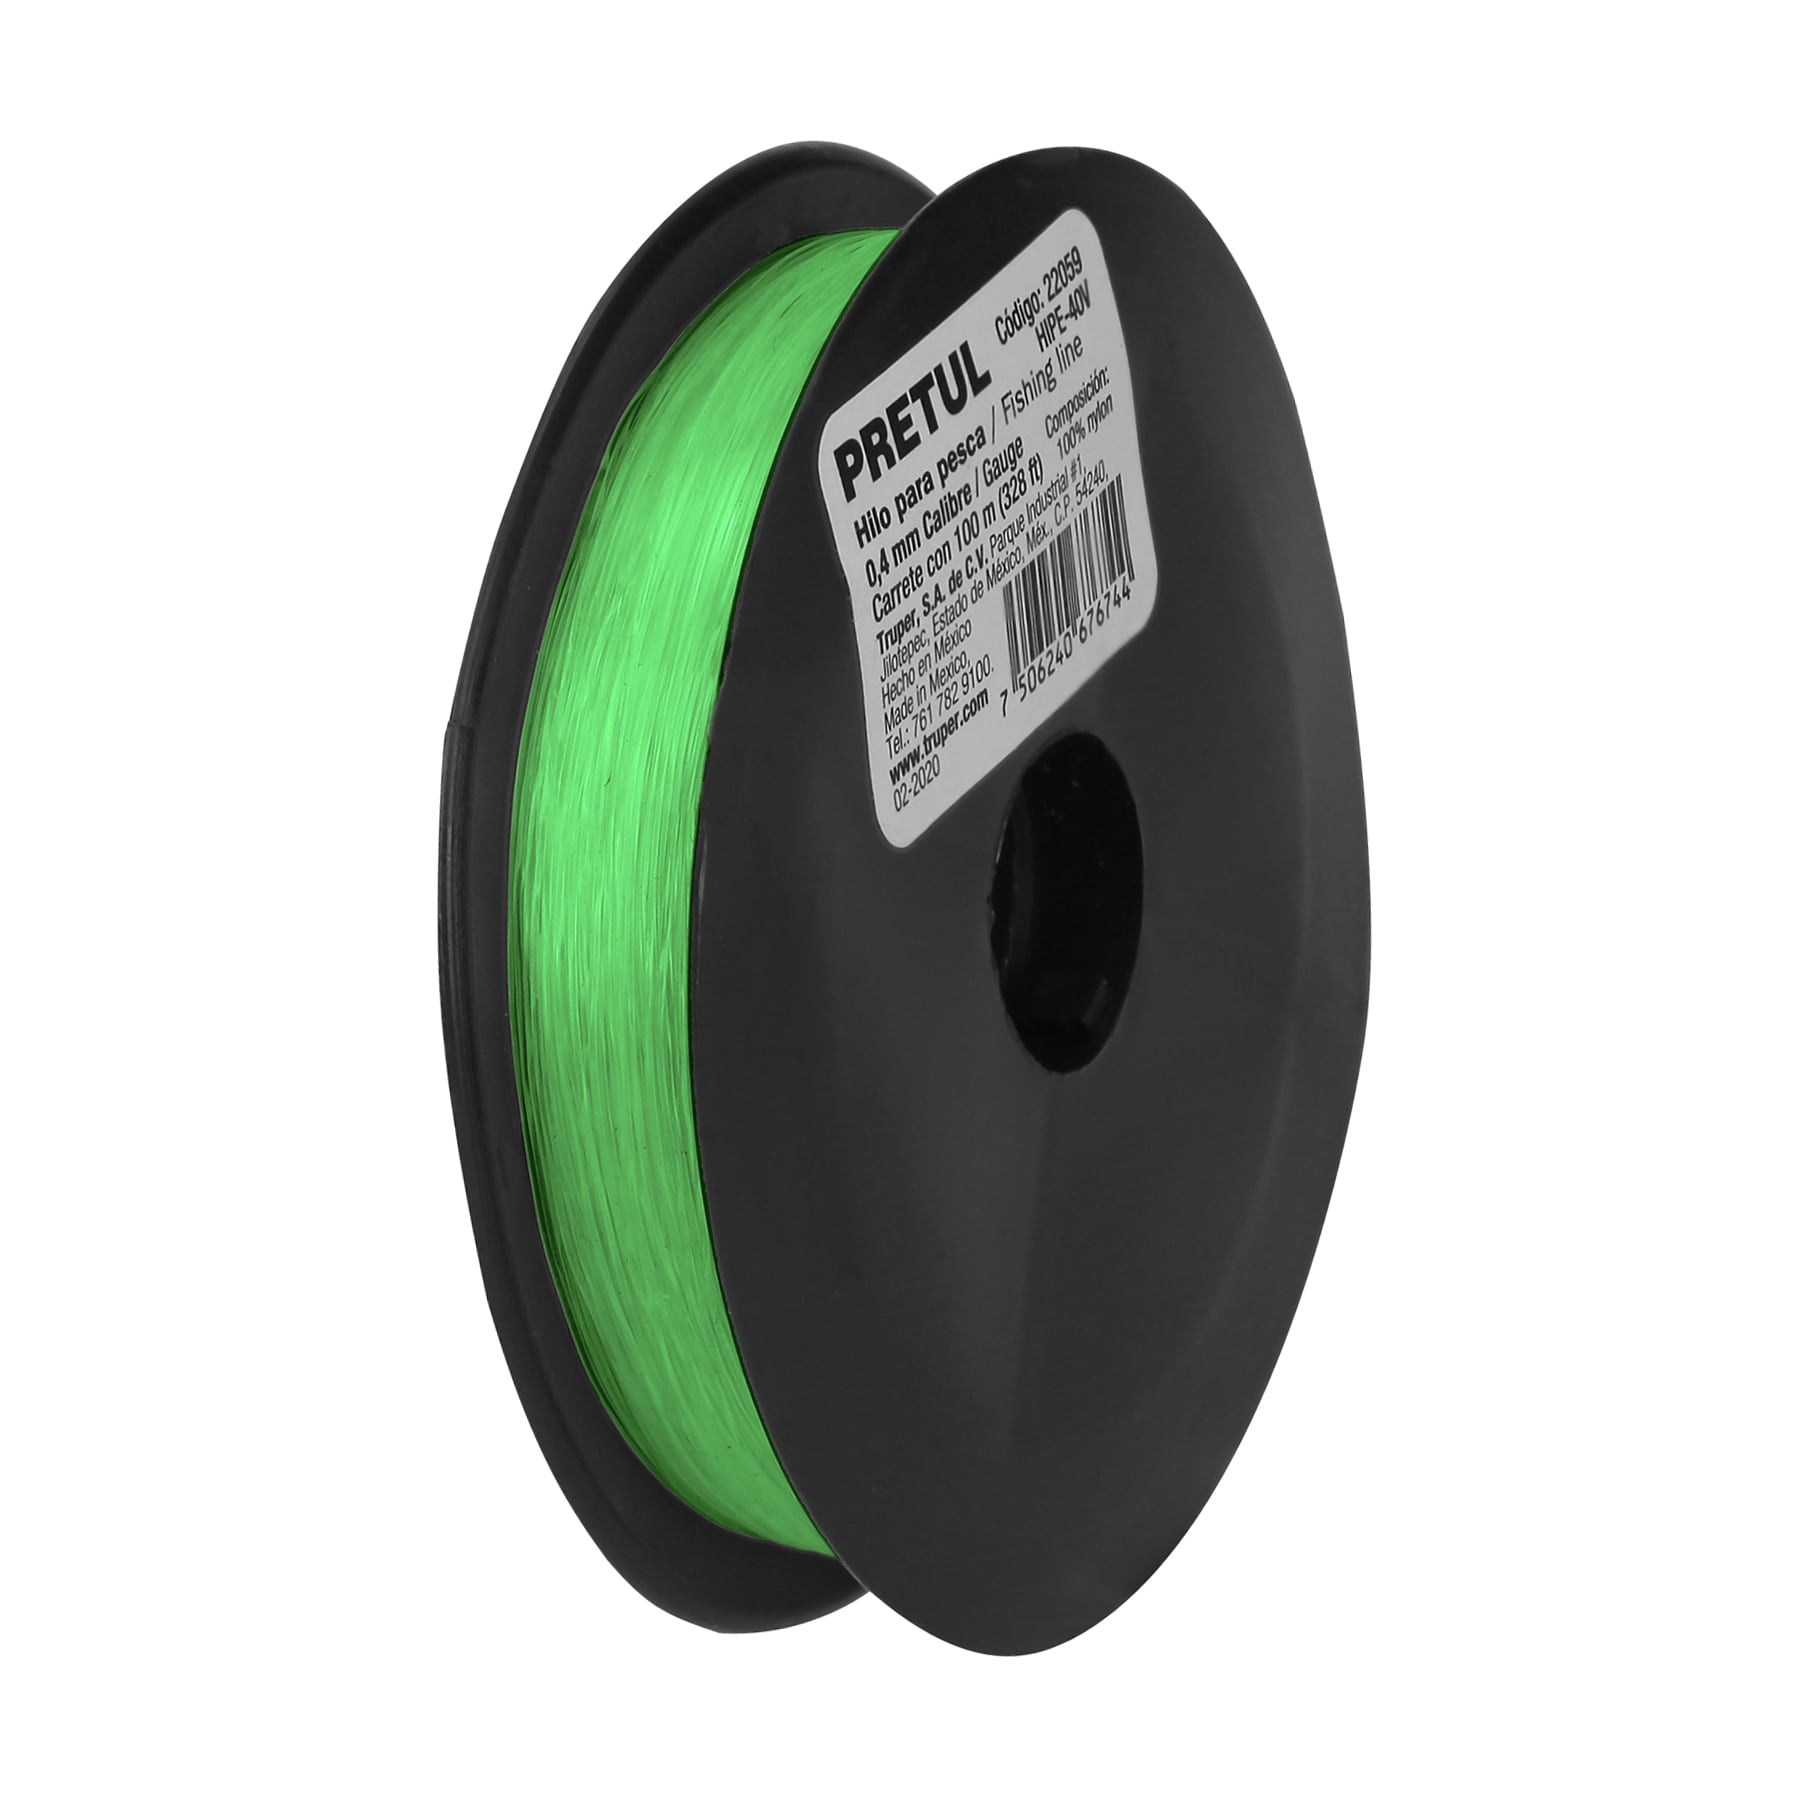 PRETUL
Código: 22059
HIPE-40V
Hilo para pesca / Fishing line
0,4 mm Calibre / Gauge
Carrete con 100 m (328 ft)
Composición:
100% nylon
Truper, S.A. de C.V. Parque Industrial #1,
Jilotepec, Estado de México, Méx., C.P. 54240,
Hecho en México
Made in Mexico,
Tel.: 761 782 9100.
www.truper.com
02-2020
7 506240 676744